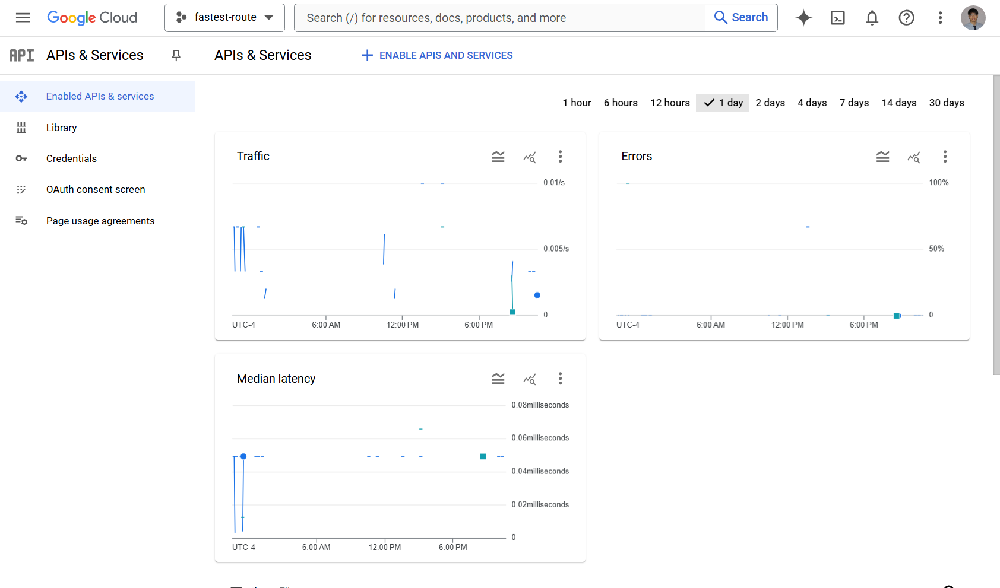 Google Cloud
fastest-route
Search (/) for resources, docs, products, and more
Search
API APIs & Services
APIs & Services
ENABLE APIS AND SERVICES
Enabled APIs & services
Library
Credentials
OAuth consent screen
Page usage agreements
1 hour 6 hours 12 hours 1 day 2 days 4 days 7 days 14 days 30 days
Traffic
0.01/s
0.005/s
0
UTC-4 6:00 AM 12:00 PM 6:00 PM
Errors
100%
50%
0
UTC-4 6:00 AM 12:00 PM 6:00 PM
Median latency
0.08milliseconds
0.06milliseconds
0.04milliseconds
0.02milliseconds
0
UTC-4 6:00 AM 12:00 PM 6:00 PM